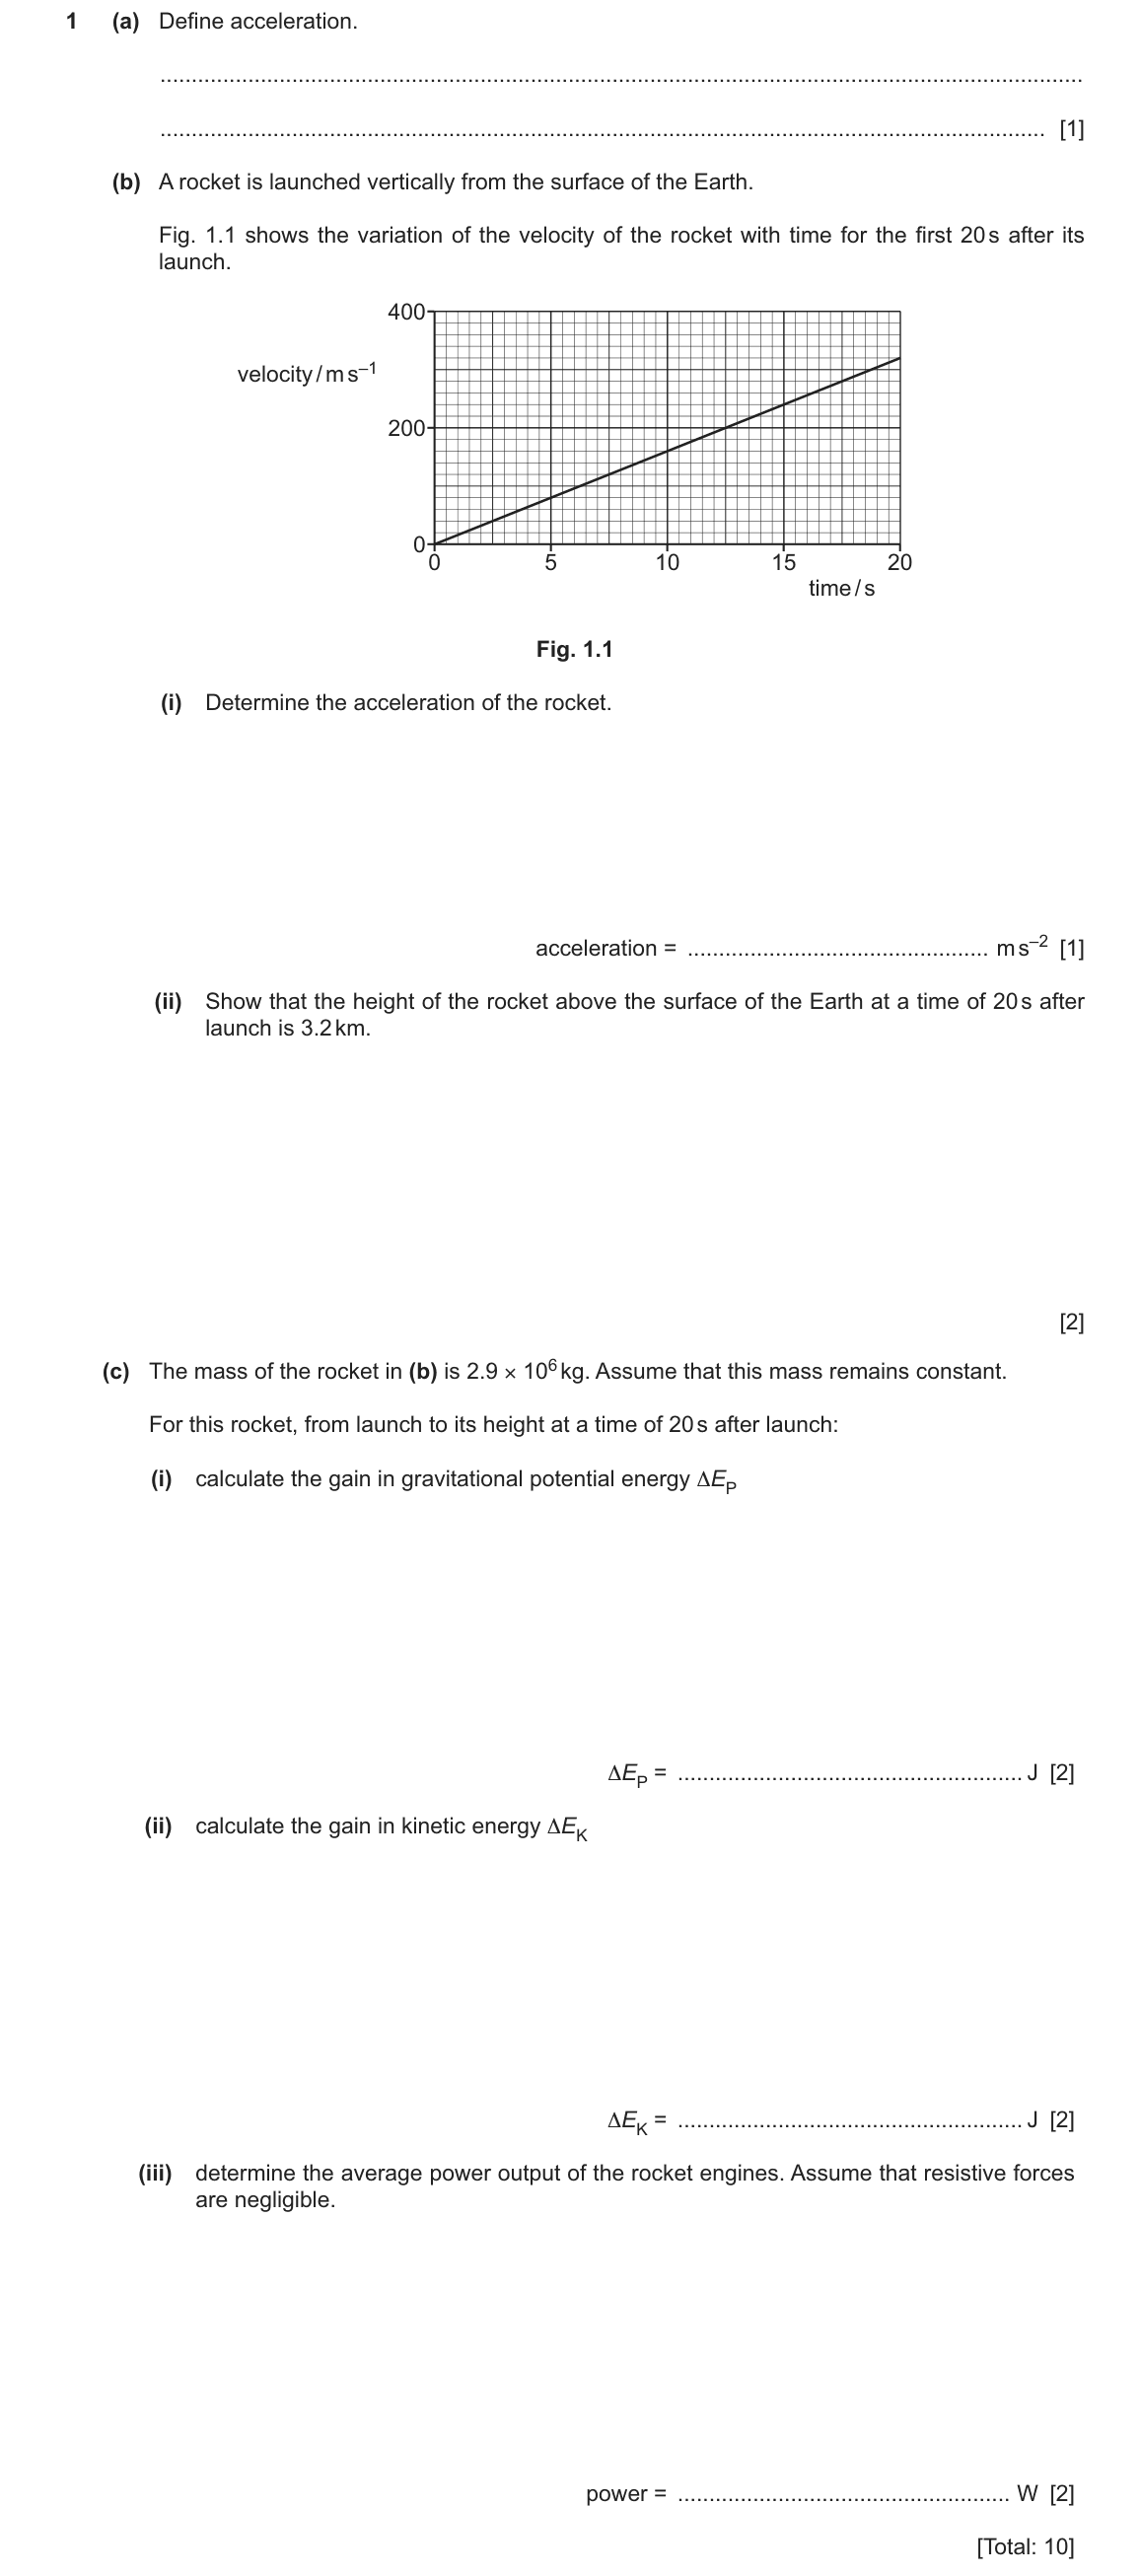 1 (a) Define acceleration.
..........................................................................................................................................................
.................................................................................................................................................... [1]
(b) A rocket is launched vertically from the surface of the Earth.
Fig. 1.1 shows the variation of the velocity of the rocket with time for the first 20 s after its
launch.
400
velocity / m s⁻¹
200
0
0 5 10 15 20
time / s
Fig. 1.1
(i) Determine the acceleration of the rocket.
acceleration = ................................................ m s⁻² [1]
(ii) Show that the height of the rocket above the surface of the Earth at a time of 20 s after
launch is 3.2 km.
[2]
(c) The mass of the rocket in (b) is 2.9 × 10⁶ kg. Assume that this mass remains constant.
For this rocket, from launch to its height at a time of 20 s after launch:
(i) calculate the gain in gravitational potential energy ΔE_P
ΔE_P = ....................................................... J [2]
(ii) calculate the gain in kinetic energy ΔE_K
ΔE_K = ....................................................... J [2]
(iii) determine the average power output of the rocket engines. Assume that resistive forces
are negligible.
power = ..................................................... W [2]
[Total: 10]